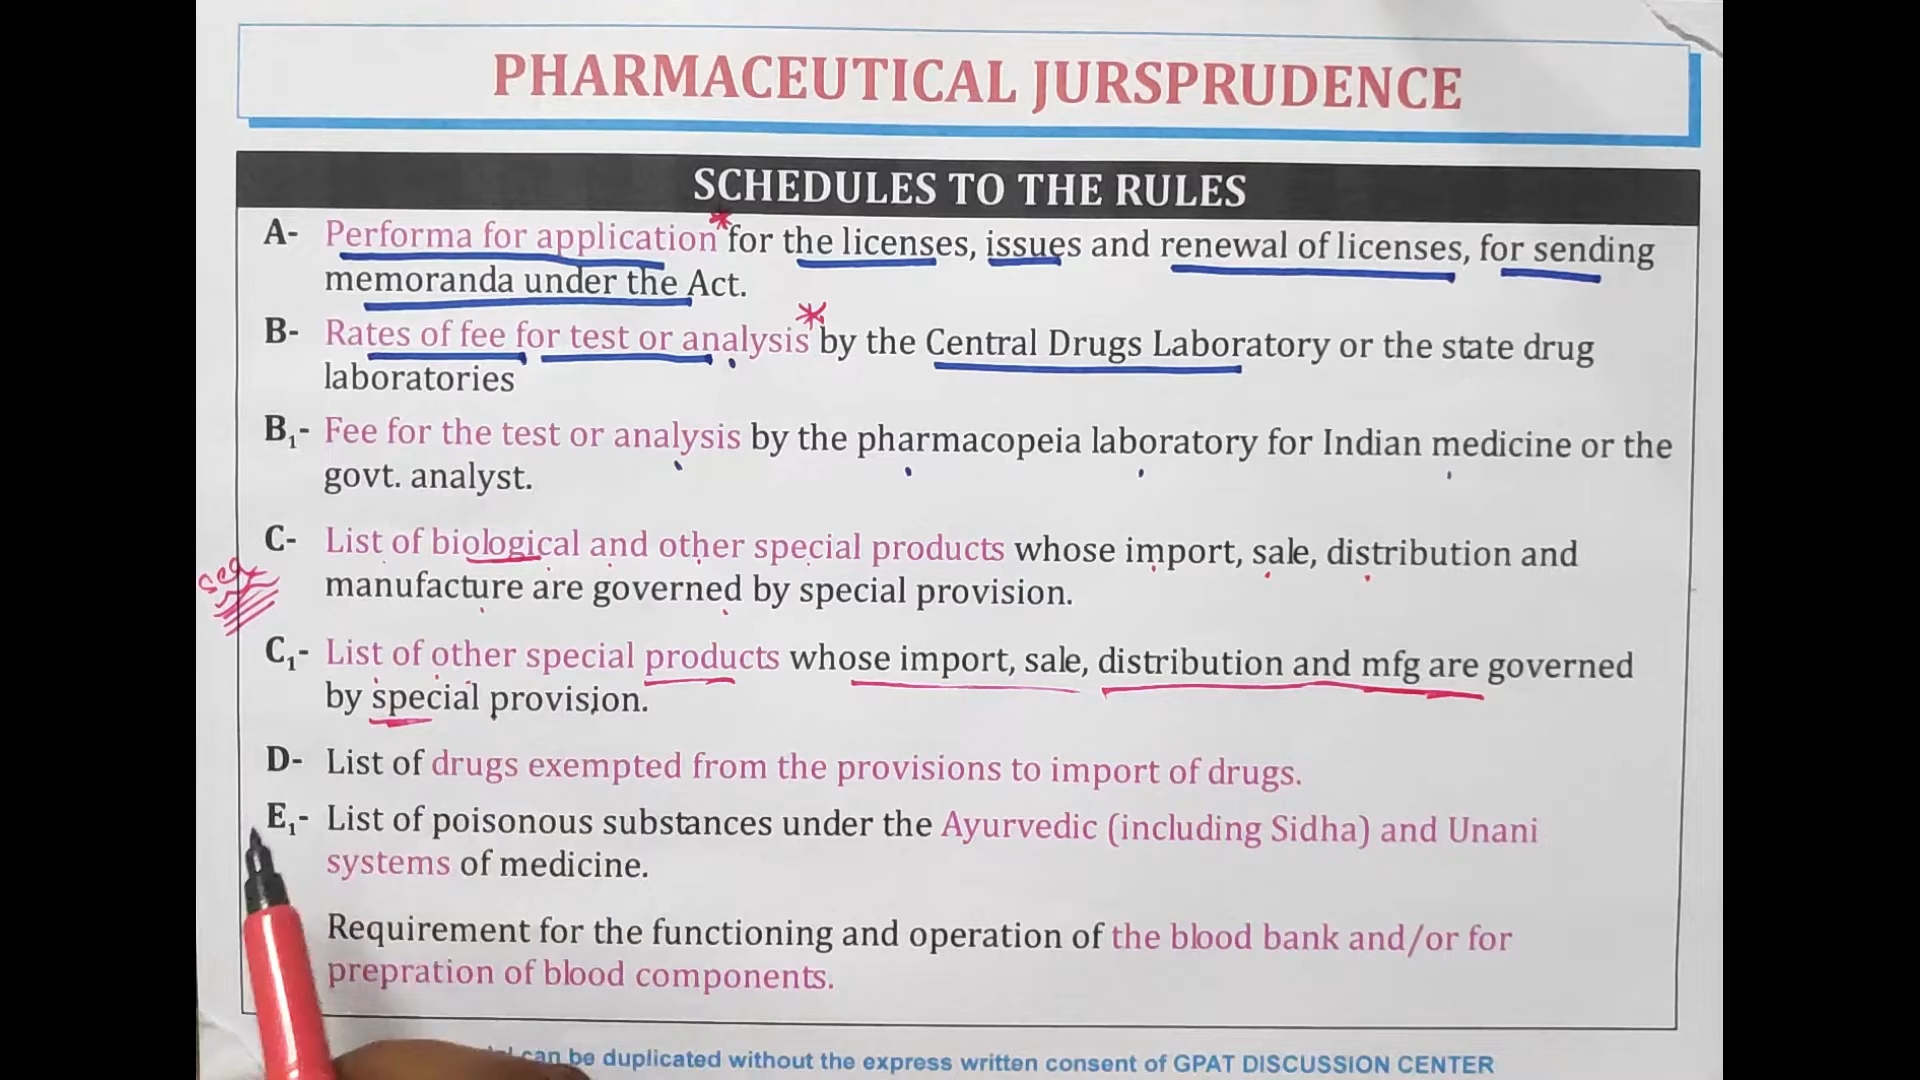 PHARMACEUTICAL JURSPRUDENCE
SCHEDULES TO THE RULES
A- Performa for application* for the licenses, issues and renewal of licenses, for sending
memoranda under the Act.
B- Rates of fee for test or analysis* by the Central Drugs Laboratory or the state drug
laboratories
B₁- Fee for the test or analysis by the pharmacopeia laboratory for Indian medicine or the
govt. analyst.
C- List of biological and other special products whose import, sale, distribution and
manufacture are governed by special provision.
C₁- List of other special products whose import, sale, distribution and mfg are governed
by special provision.
D- List of drugs exempted from the provisions to import of drugs.
E₁- List of poisonous substances under the Ayurvedic (including Sidha) and Unani
systems of medicine.
Requirement for the functioning and operation of the blood bank and/or for
prepration of blood components.
can be duplicated without the express written consent of GPAT DISCUSSION CENTER